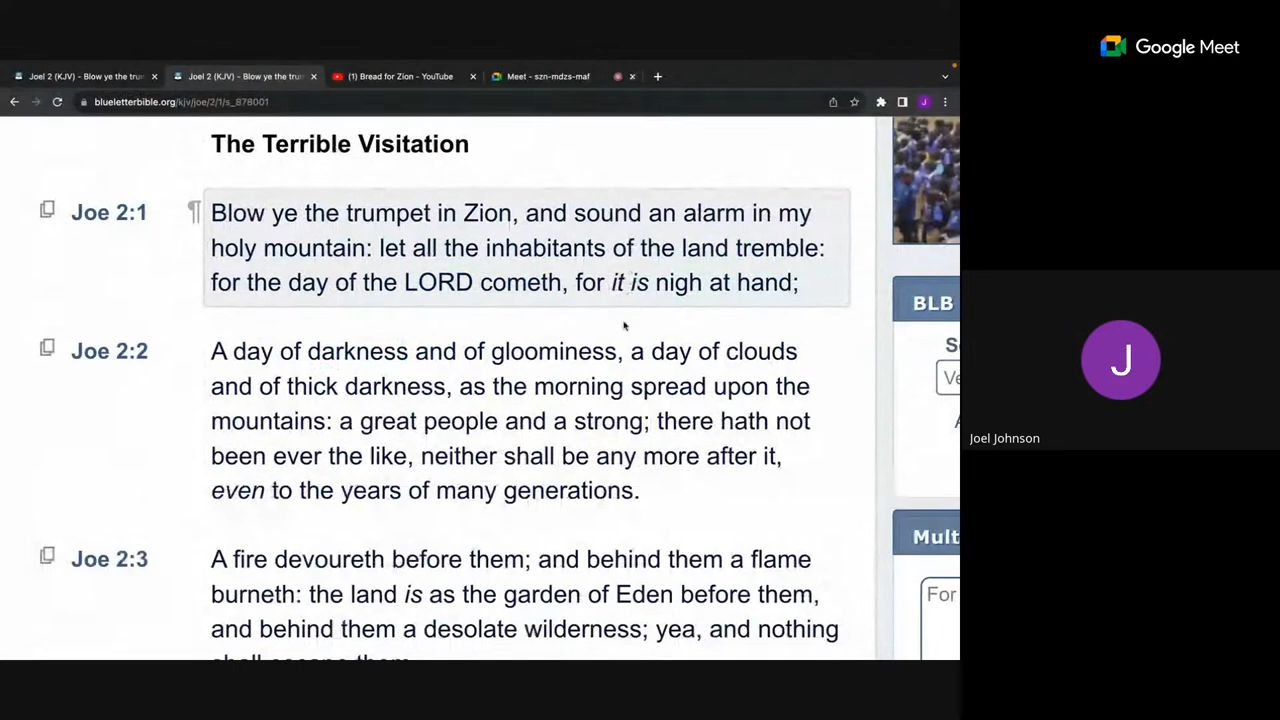 Google Meet
Joel 2 (KJV) - Blow ye the trum
Joel 2 (KJV) - Blow ye the trum
(1) Bread for Zion - YouTube
Meet - szn-mdzs-maf
blueletterbible.org/kjv/joe/2/1/s_878001
J
The Terrible Visitation
Joe 2:1
¶ Blow ye the trumpet in Zion, and sound an alarm in my
holy mountain: let all the inhabitants of the land tremble:
for the day of the LORD cometh, for it is nigh at hand;
Joe 2:2
A day of darkness and of gloominess, a day of clouds
and of thick darkness, as the morning spread upon the
mountains: a great people and a strong; there hath not
been ever the like, neither shall be any more after it,
even to the years of many generations.
Joe 2:3
A fire devoureth before them; and behind them a flame
burneth: the land is as the garden of Eden before them,
and behind them a desolate wilderness; yea, and nothing
shall escape them.
BLB
Mult
For
J
Joel Johnson